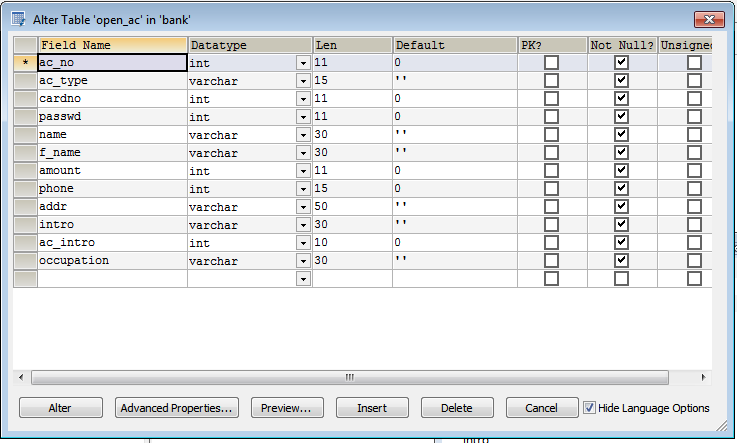 Alter Table 'open_ac' in 'bank'
Field Name Datatype Len Default PK? Not Null? Unsigned
* ac_no int 11 0
ac_type varchar 15 ''
cardno int 11 0
passwd int 11 0
name varchar 30 ''
f_name varchar 30 ''
amount int 11 0
phone int 15 0
addr varchar 50 ''
intro varchar 30 ''
ac_intro int 10 0
occupation varchar 30 ''
Alter Advanced Properties... Preview... Insert Delete Cancel Hide Language Options
intro